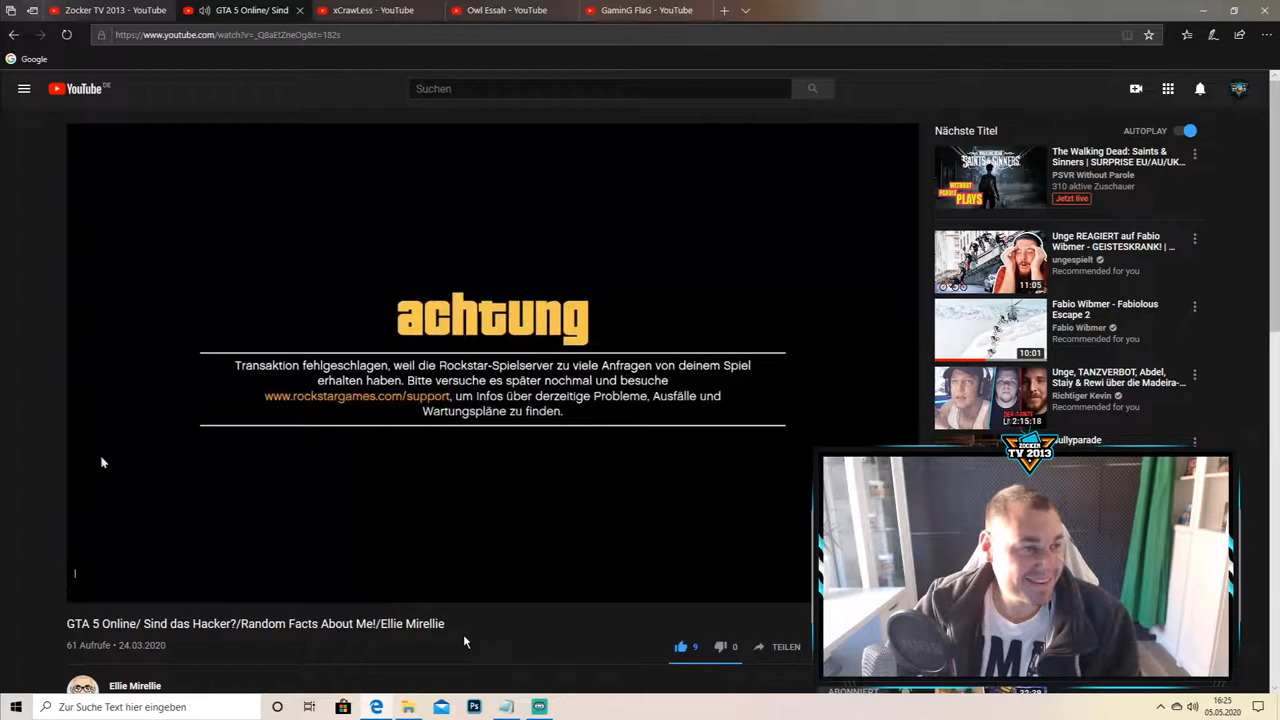 Zocker TV 2013 - YouTube
GTA 5 Online/ Sind
xCrawLess - YouTube
Owl Essah - YouTube
GaminG FlaG - YouTube
https://www.youtube.com/watch?v=_Q8aEtZneOg&t=182s
Google
YouTube DE
Suchen
achtung
Transaktion fehlgeschlagen, weil die Rockstar-Spielserver zu viele Anfragen von deinem Spiel
erhalten haben. Bitte versuche es später nochmal und besuche
www.rockstargames.com/support, um Infos über derzeitige Probleme, Ausfälle und
Wartungspläne zu finden.
GTA 5 Online/ Sind das Hacker?/Random Facts About Me!/Ellie Mirellie
61 Aufrufe • 24.03.2020
9
0
TEILEN
Ellie Mirellie
Nächste Titel
AUTOPLAY
SAINTS & SINNERS
WITHOUT
PAROLE
PLAYS
The Walking Dead: Saints &
Sinners | SURPRISE EU/AU/UK...
PSVR Without Parole
310 aktive Zuschauer
Jetzt live
11:05
Unge REAGIERT auf Fabio
Wibmer - GEISTESKRANK! | ...
ungespielt
Recommended for you
10:01
Fabio Wibmer - Fabiolous
Escape 2
Fabio Wibmer
Recommended for you
2:15:18
Unge, TANZVERBOT, Abdel,
Staiy & Rewi über die Madeira-...
Richtiger Kevin
Recommended for you
ZOCKER
TV 2013
ABONNIERT
Zur Suche Text hier eingeben
Ps
16:25
05.05.2020